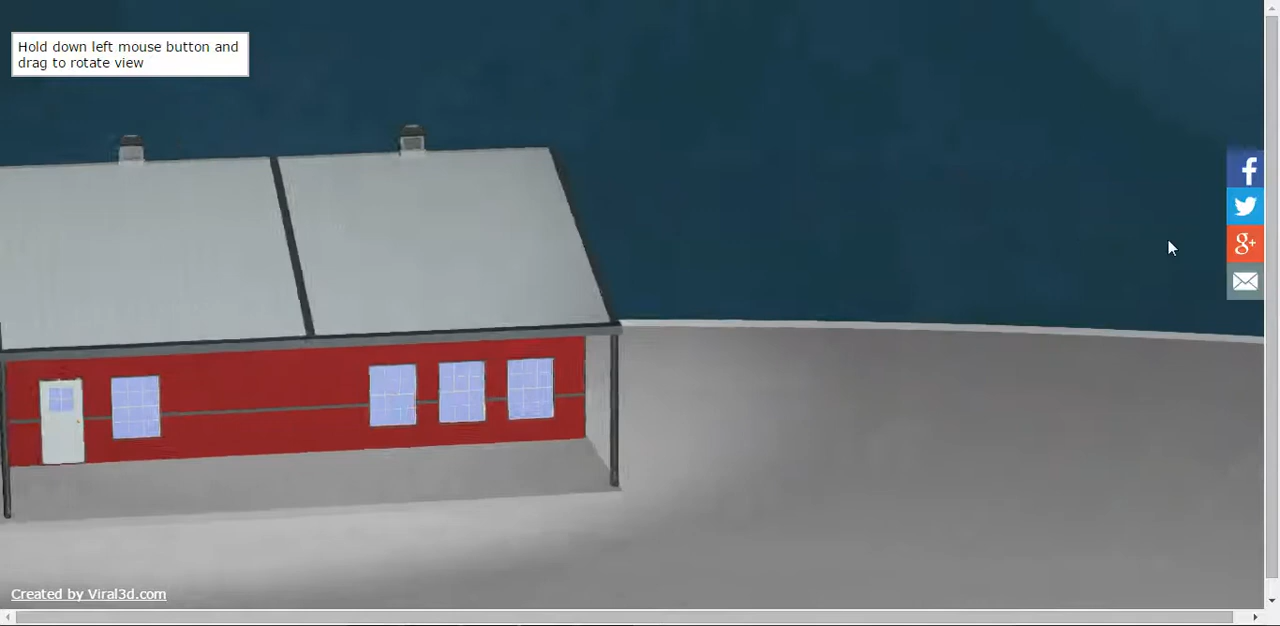 Hold down left mouse button and
drag to rotate view
f
g+
Created by Viral3d.com